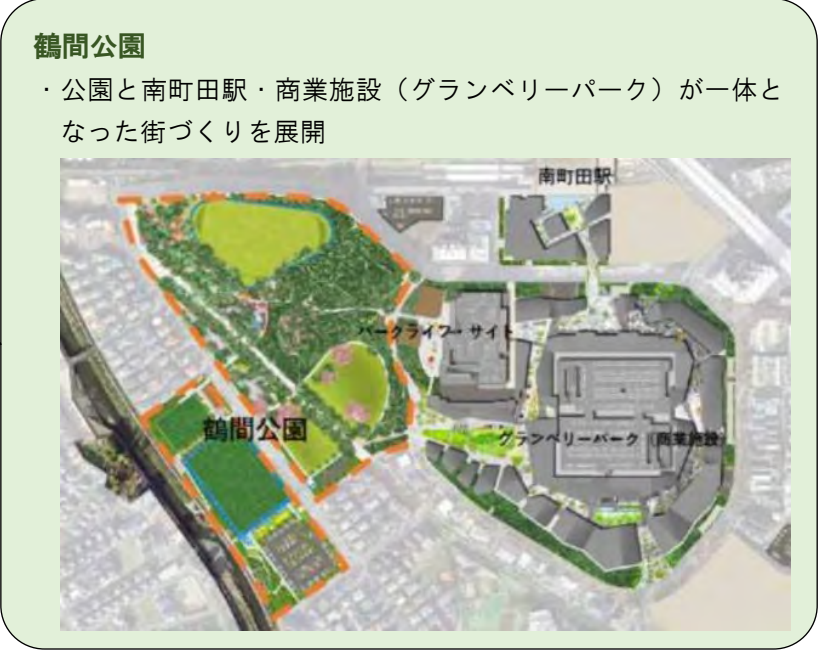 鶴間公園
・公園と南町田駅・商業施設（グランベリーパーク）が一体と
なった街づくりを展開
南町田駅
パークライフ・サイト
鶴間公園
グランベリーパーク（商業施設）